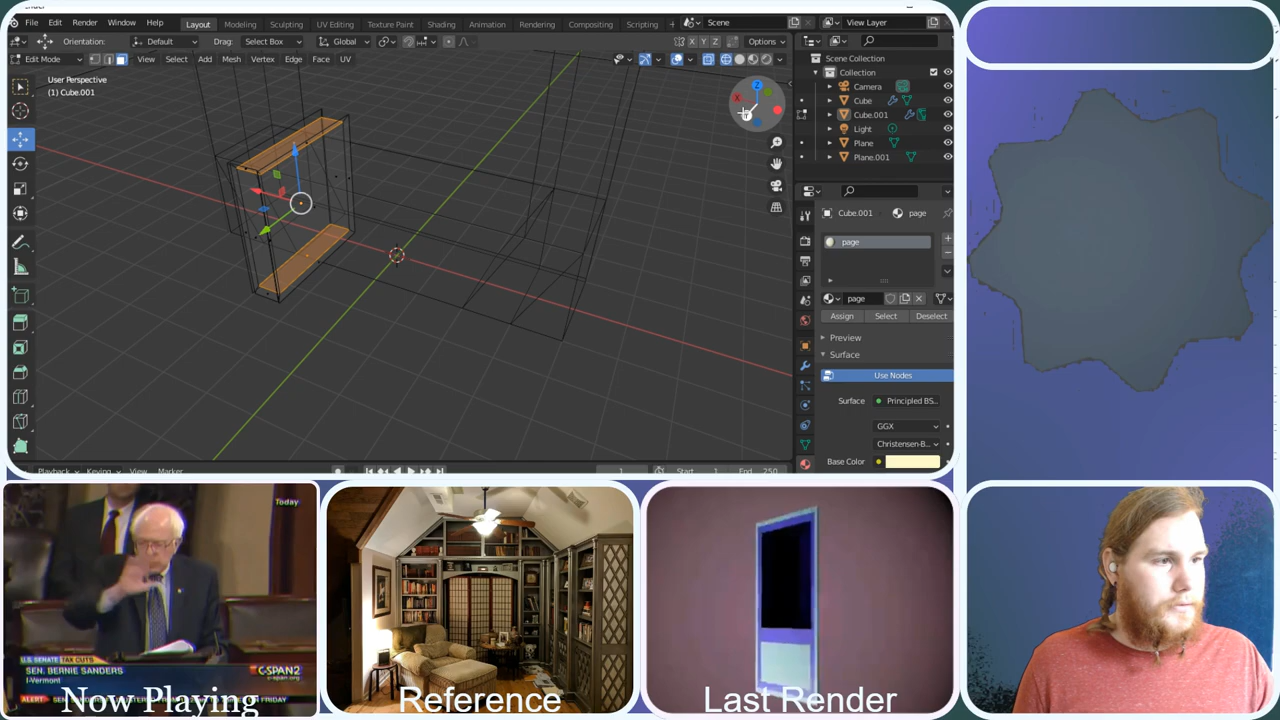 Edit Render Window Help Layout Modeling Sculpting UV Editing Texture Paint Shading Animation Rendering Compositing Scripting + Scene View Layer
Orientation: Default Drag: Select Box Global X Y Z Options
Edit Mode View Select Add Mesh Vertex Edge Face UV
User Perspective
(1) Cube.001
Scene Collection
Collection
Camera
Cube
Cube.001
Light
Plane
Plane.001
Cube.001 page
page
page
Assign Select Deselect
Preview
Surface
Use Nodes
Surface Principled BS..
GGX
Christensen-B..
Base Color
Playback Keying View Marker 1 Start 1 End 250
Today
U.S. SENATE TAX CUTS
SEN. BERNIE SANDERS
I-Vermont
C-SPAN2
c-span.org
ALERT
FRIDAY
Now Playing
Reference
Last Render